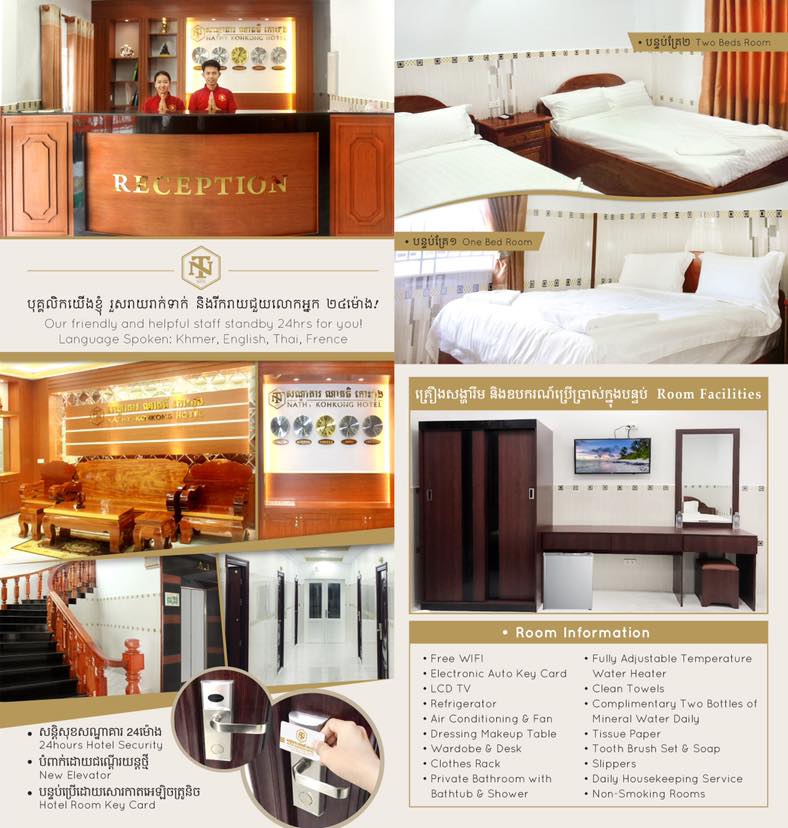 សណ្ឋាគារ ណាធី កោះកុង
NATHY KOHKONG HOTEL
RECEPTION
បុគ្គលិកយើងខ្ញុំ រួសរាយរាក់ទាក់ និងរីករាយជួយលោកអ្នក ២៤ម៉ោង!
Our friendly and helpful staff standby 24hrs for you!
Language Spoken: Khmer, English, Thai, Frence
សណ្ឋាគារ ណាធី កោះកុង
NATHY KOHKONG HOTEL
សណ្ឋាគារ ណាធី កោះកុង
NATHY KOHKONG HOTEL
• សន្តិសុខសណ្ឋាគារ 24ម៉ោង
24hours Hotel Security
• បំពាក់ដោយជណ្តើរយន្តថ្មី
New Elevator
• បន្ទប់ប្រើដោយសោរកាតអេឡិចត្រូនិច
Hotel Room Key Card
• បន្ទប់គ្រែ២ Two Beds Room
• បន្ទប់គ្រែ១ One Bed Room
គ្រឿងសង្ហារឹម និងឧបករណ៍ប្រើប្រាស់ក្នុងបន្ទប់ Room Facilities
• Room Information
• Free WIFI
• Electronic Auto Key Card
• LCD TV
• Refrigerator
• Air Conditioning & Fan
• Dressing Makeup Table
• Wardobe & Desk
• Clothes Rack
• Private Bathroom with
Bathtub & Shower
• Fully Adjustable Temperature
Water Heater
• Clean Towels
• Complimentary Two Bottles of
Mineral Water Daily
• Tissue Paper
• Tooth Brush Set & Soap
• Slippers
• Daily Housekeeping Service
• Non-Smoking Rooms